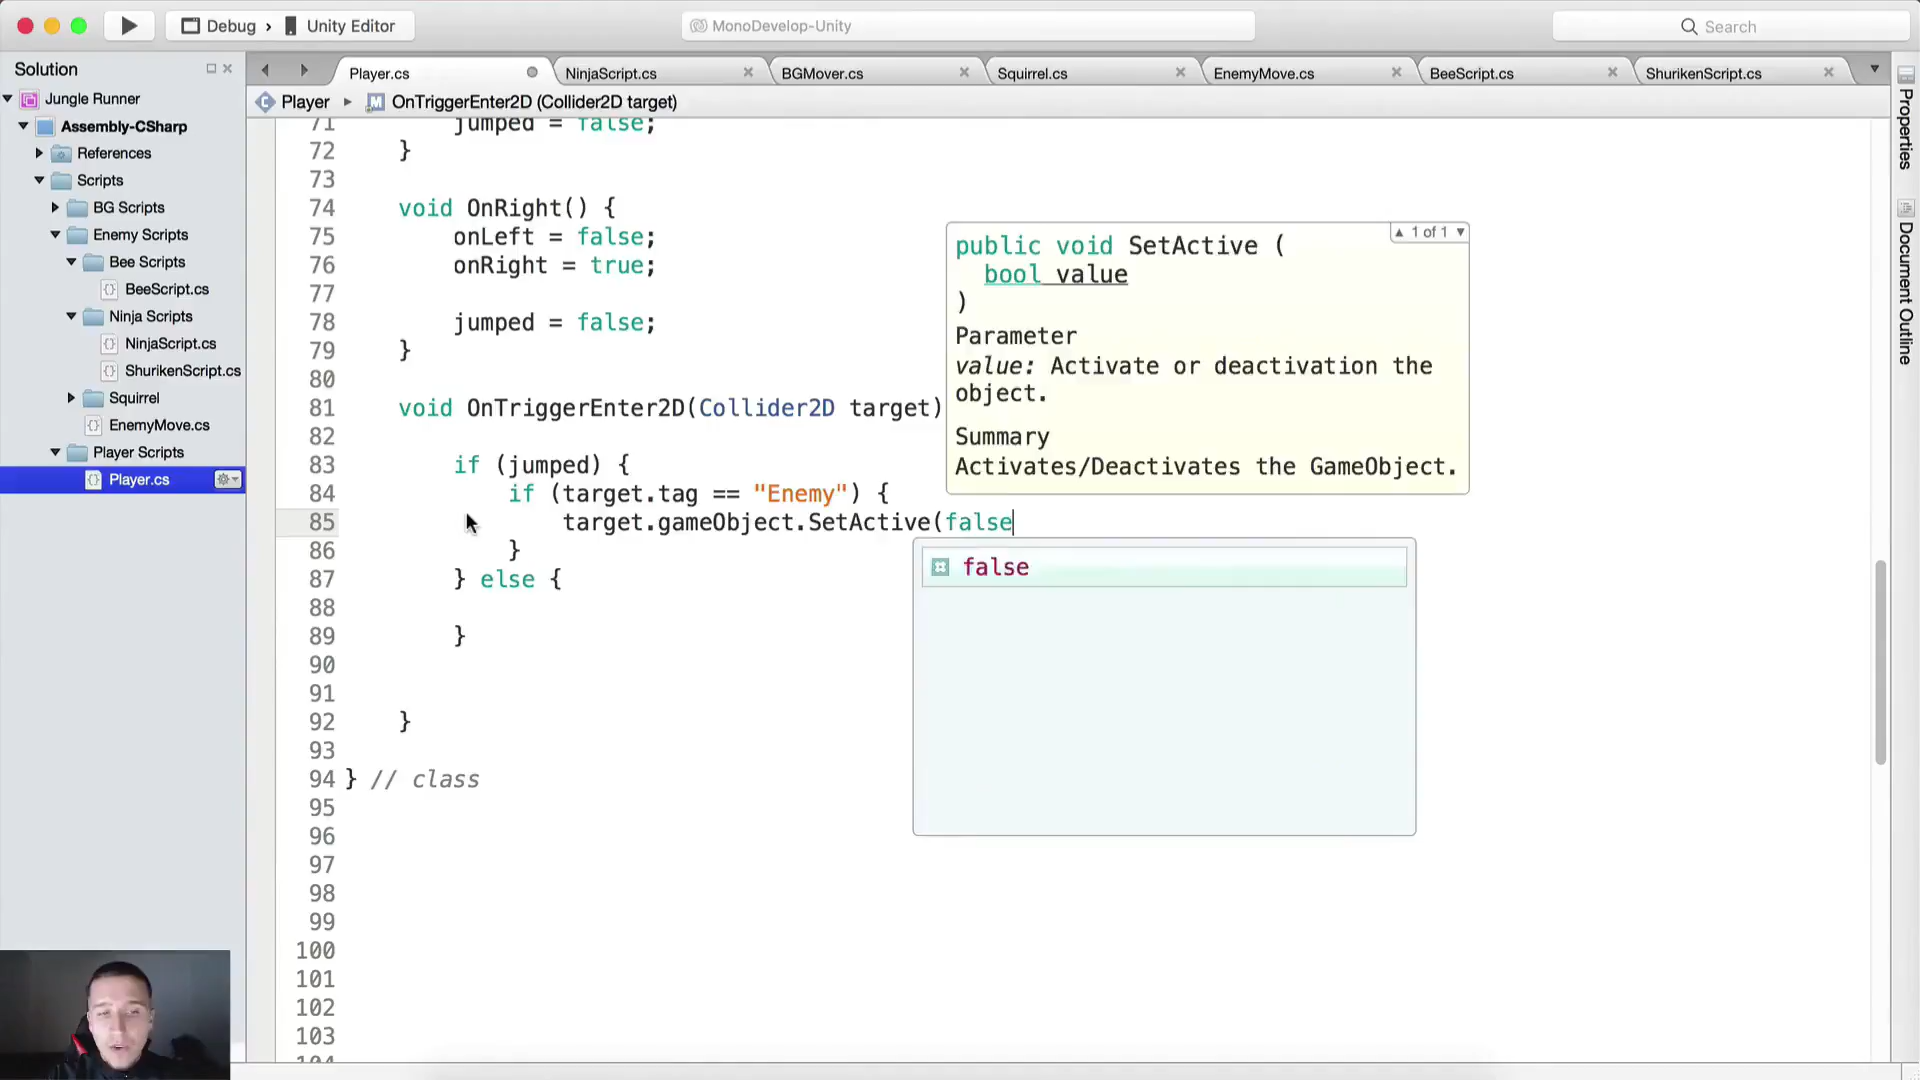 Debug › Unity Editor
MonoDevelop-Unity
Search
Solution
Player.cs
NinjaScript.cs
BGMover.cs
Squirrel.cs
EnemyMove.cs
BeeScript.cs
ShurikenScript.cs
Player ▸ OnTriggerEnter2D (Collider2D target)
Jungle Runner
Assembly-CSharp
References
Scripts
BG Scripts
Enemy Scripts
Bee Scripts
BeeScript.cs
Ninja Scripts
NinjaScript.cs
ShurikenScript.cs
Squirrel
EnemyMove.cs
Player Scripts
Player.cs
71 jumped = false;
72 }
73
74 void OnRight() {
75 onLeft = false;
76 onRight = true;
77
78 jumped = false;
79 }
80
81 void OnTriggerEnter2D(Collider2D target)
82
83 if (jumped) {
84 if (target.tag == "Enemy") {
85 target.gameObject.SetActive(false
86 }
87 } else {
88
89 }
90
91
92 }
93
94 } // class
95
96
97
98
99
100
101
102
103
104
▲ 1 of 1 ▼
public void SetActive (
bool value
)
Parameter
value: Activate or deactivation the
object.
Summary
Activates/Deactivates the GameObject.
false
Properties
Document Outline